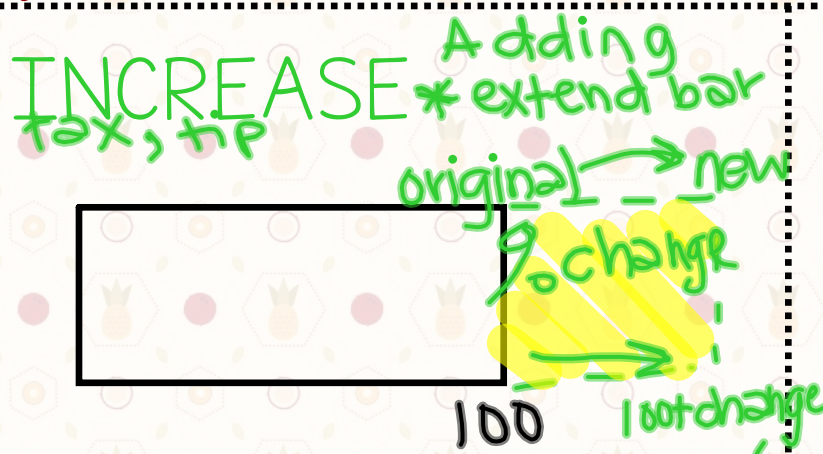 INCREASE
tax, tip
Adding
* extend bar
original → new
% change
100
100+change